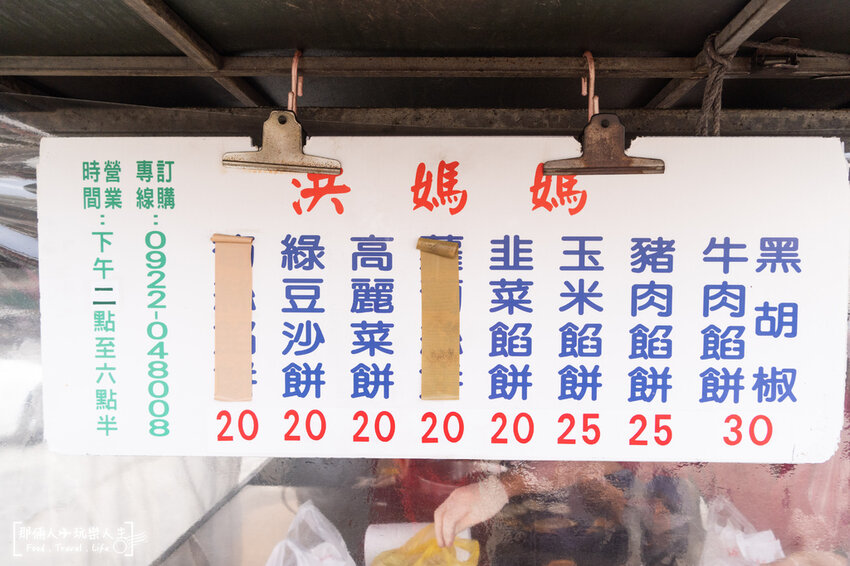 洪媽媽
黑胡椒牛肉餡餅 30
豬肉餡餅 25
玉米餡餅 25
韭菜餡餅 20
20
高麗菜餅 20
綠豆沙餅 20
20
訂購專線：0922-048008
營業時間：下午二點至六點半
那倆人子玩樂人生
Food . Travel . Life